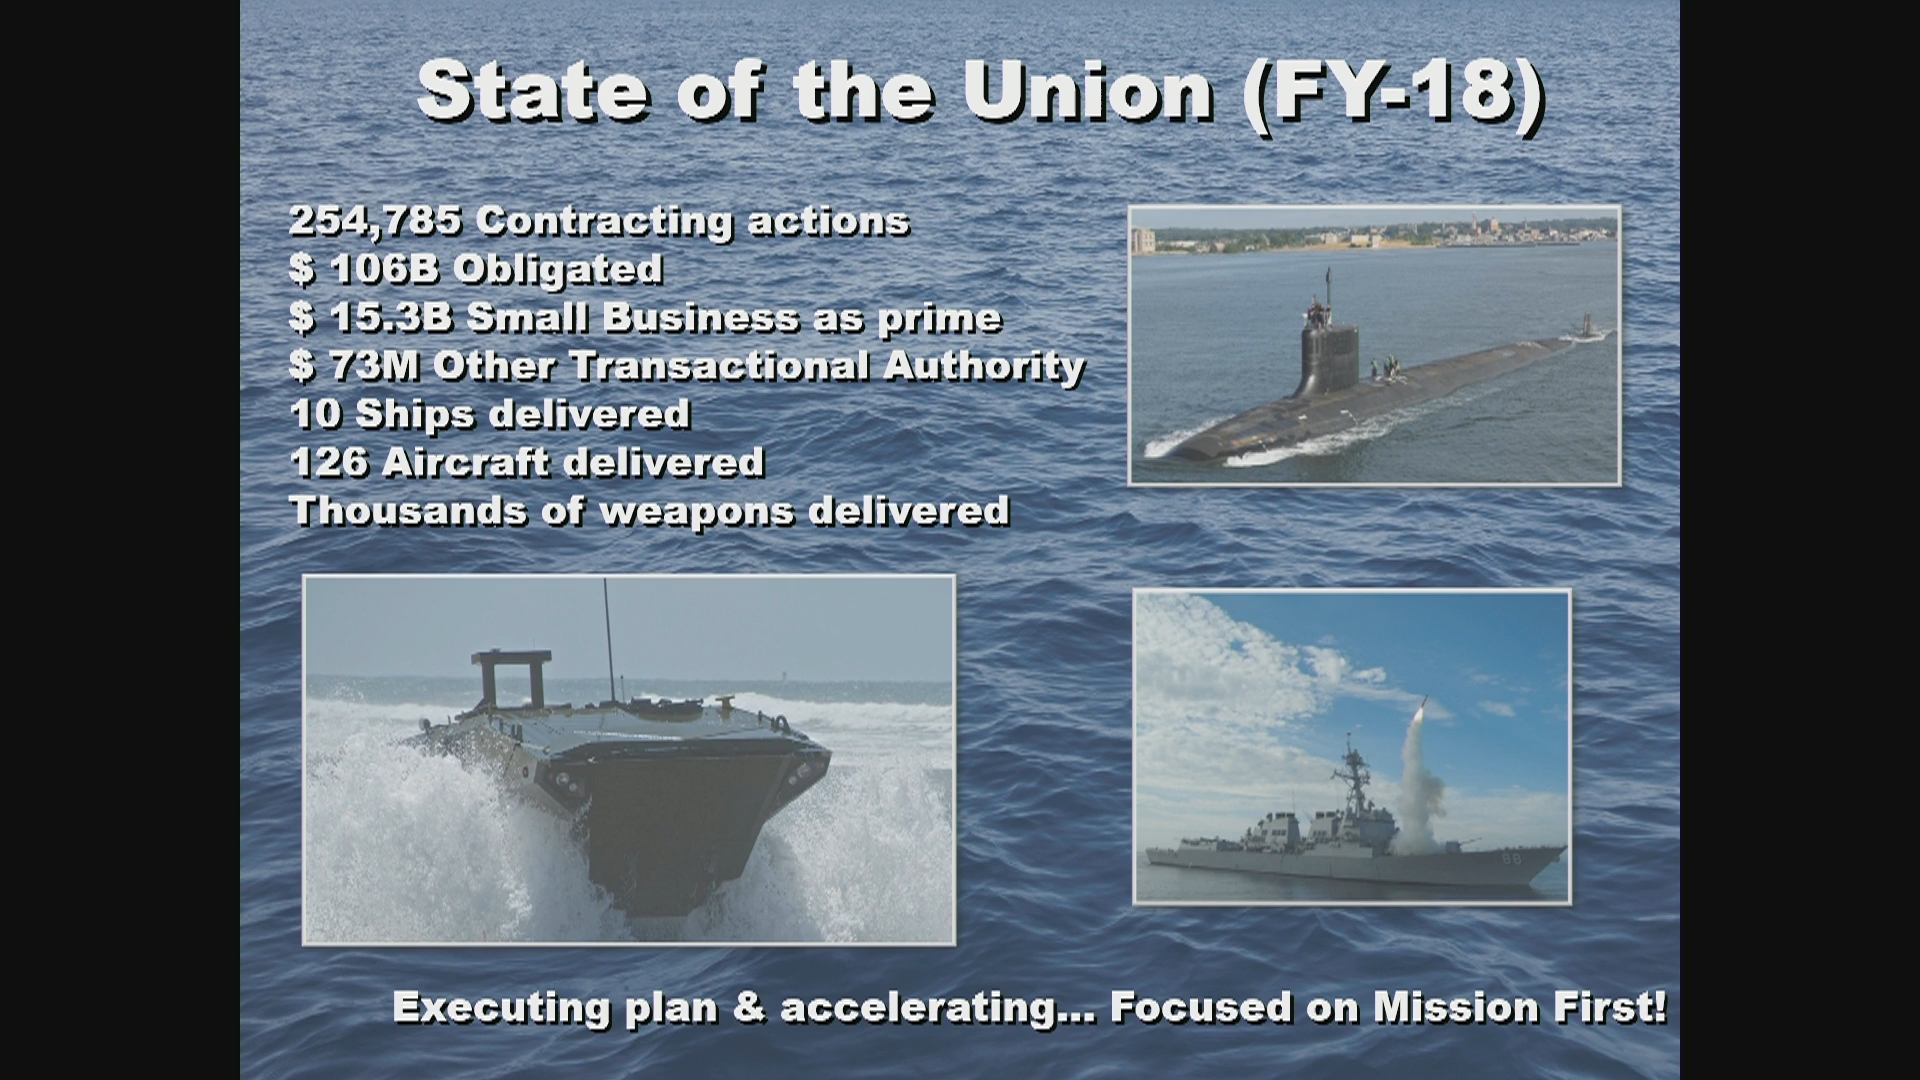 State of the Union (FY-18)
254,785 Contracting actions
$ 106B Obligated
$ 15.3B Small Business as prime
$ 73M Other Transactional Authority
10 Ships delivered
126 Aircraft delivered
Thousands of weapons delivered
88
Executing plan & accelerating... Focused on Mission First!